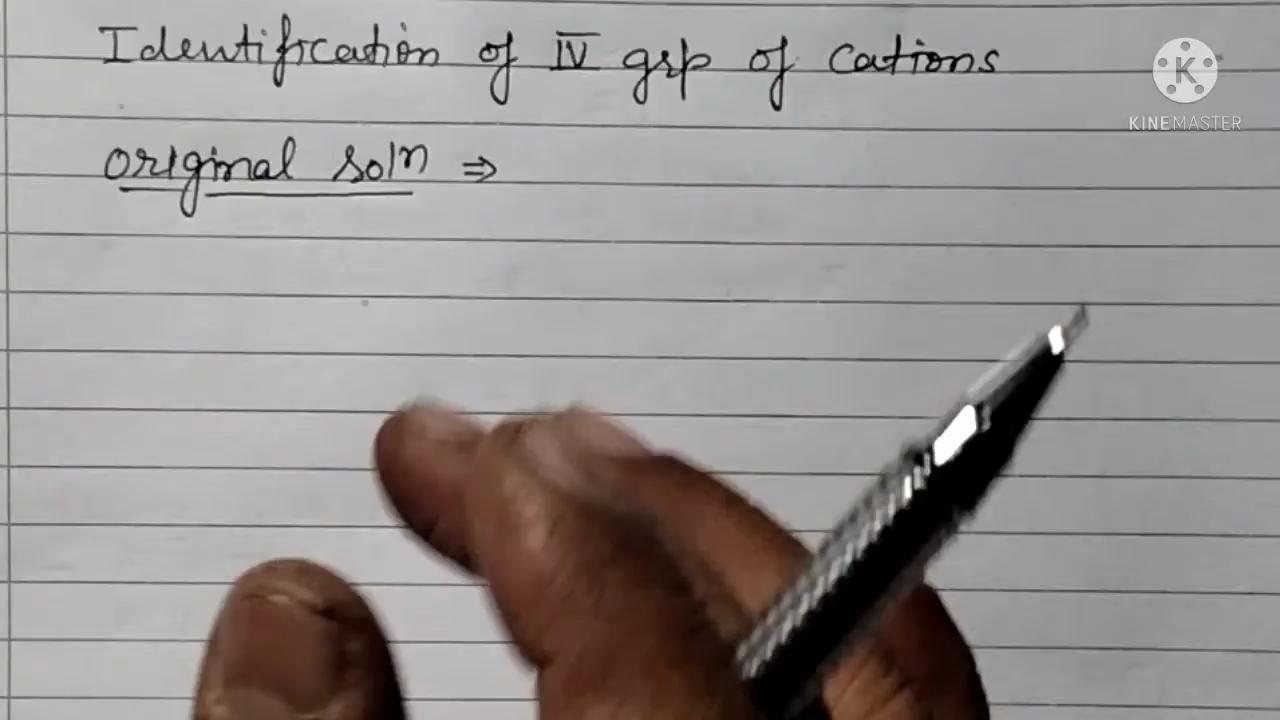 Identification of IV grp of Cations
K
KINEMASTER
original soln ⇒